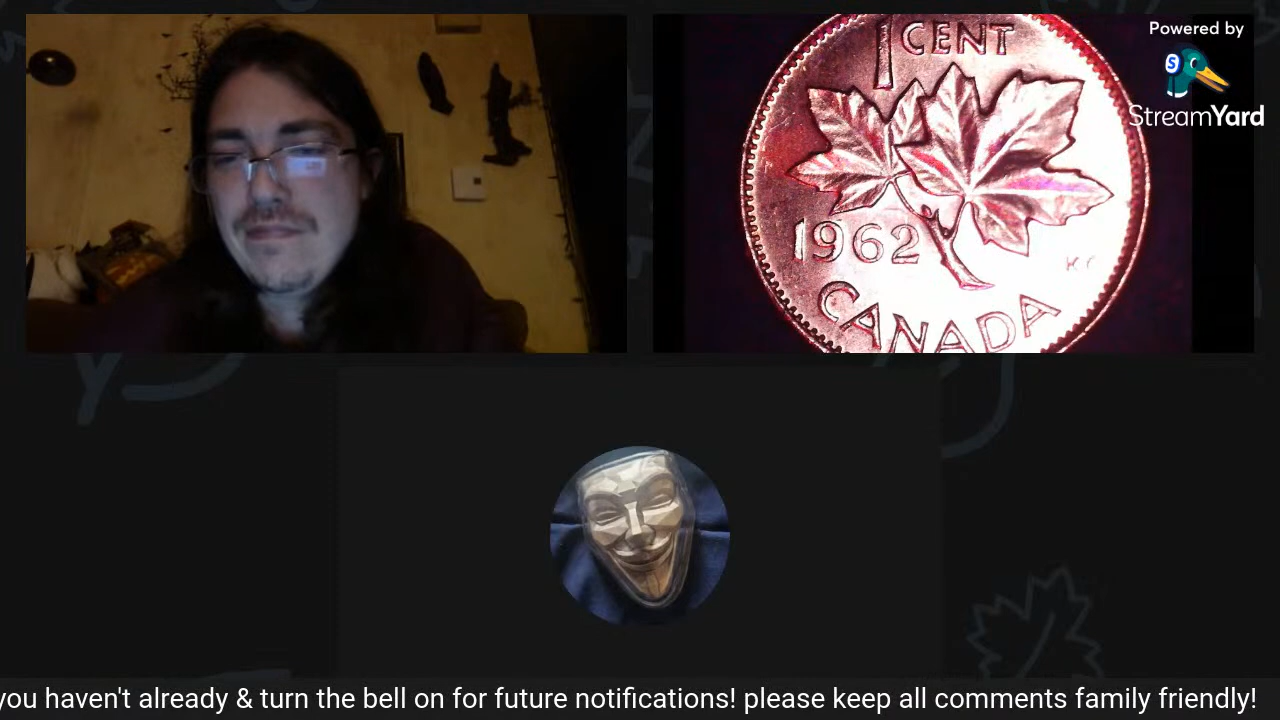 1 CENT
1962
CANADA
Powered by
S
StreamYard
you haven't already & turn the bell on for future notifications! please keep all comments family friendly!